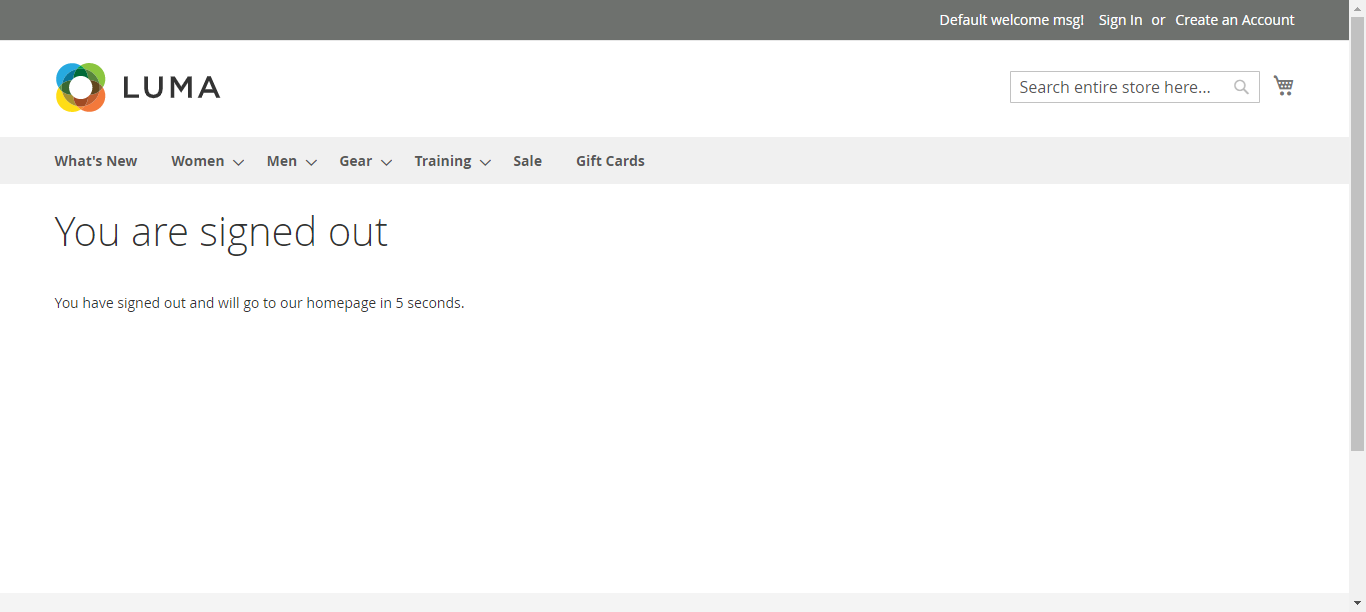 Default welcome msg! Sign In or Create an Account
LUMA
Search entire store here...
What's New Women Men Gear Training Sale Gift Cards
You are signed out
You have signed out and will go to our homepage in 5 seconds.